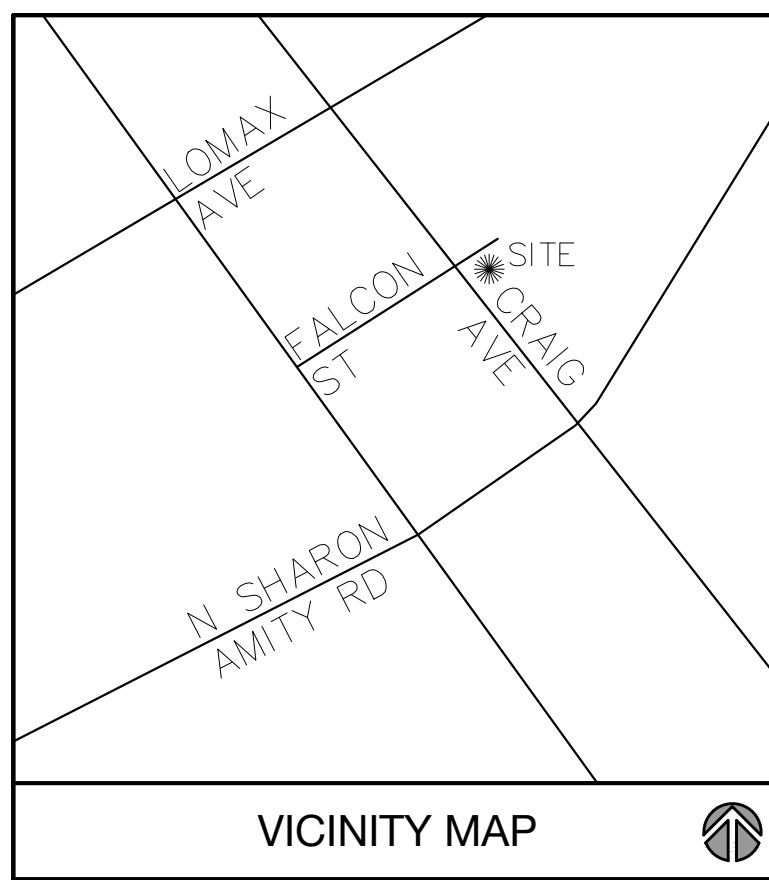 LOMAX
AVE
SITE
FALCON
ST
CRAIG
AVE
N SHARON
AMITY RD
VICINITY MAP